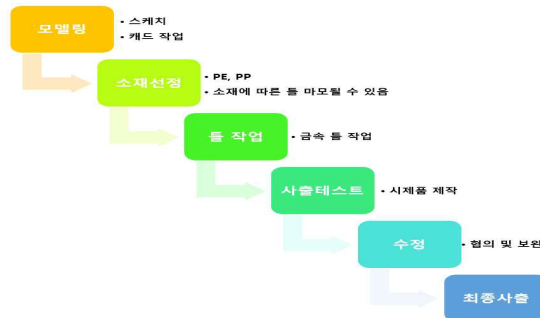 모델링
• 스케치
• 캐드 작업
소재선정
• PE, PP
• 소재에 따른 틀 마모될 수 있음
틀 작업
• 금속 틀 작업
사출테스트
• 시제품 제작
수정
• 협의 및 보완
최종사출